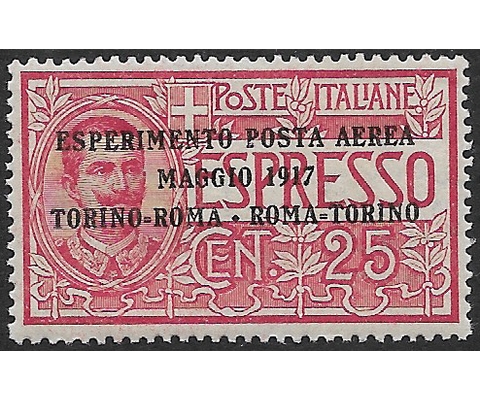 POSTE ITALIANE
ESPERIMENTO POSTA AEREA
ESPRESSO
MAGGIO 1917
TORINO=ROMA • ROMA=TORINO
CENT. 25